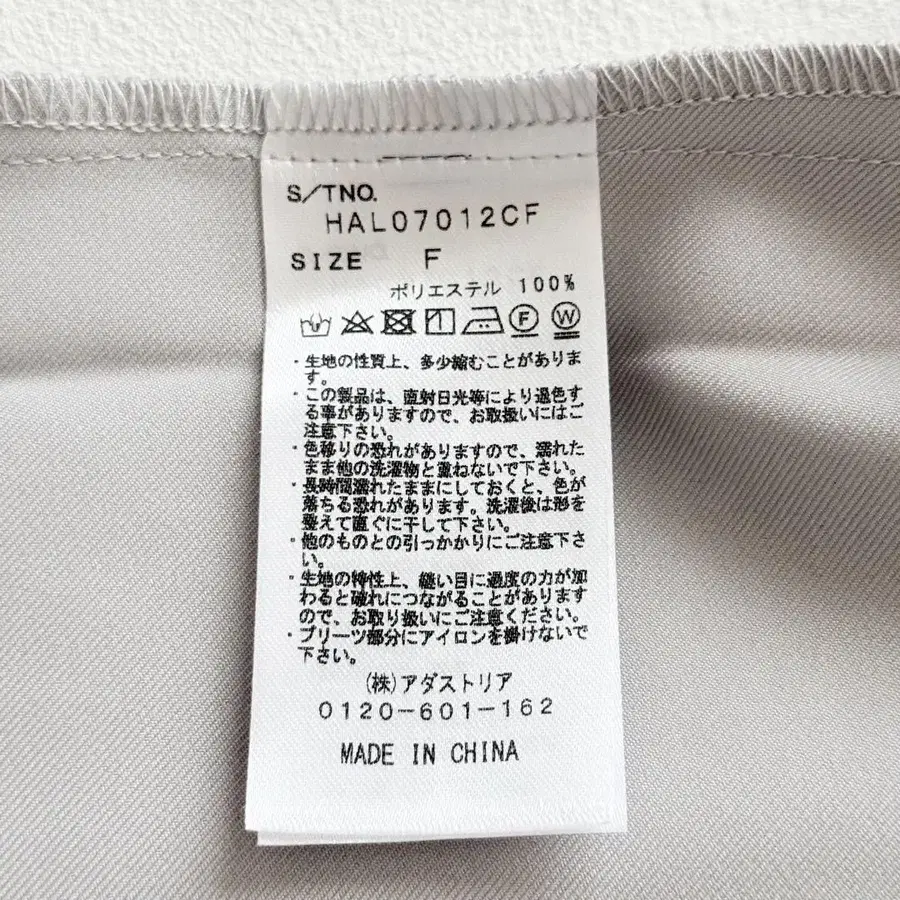 S/TNO.
HAL07012CF
SIZE F
ポリエステル 100%
F W
・生地の性質上、多少縮むことがありま
す。
・この製品は、直射日光等により退色す
る事がありますので、お取扱いにはご
注意下さい。
・色移りの恐れがありますので、濡れた
まま他の洗濯物と重ねないで下さい。
・長時間濡れたままにしておくと、色が
落ちる恐れがあります。洗濯後は形を
整えて直ぐに干して下さい。
・他のものとの引っかかりにご注意下さ
い。
・生地の特性上、縫い目に過度の力が加
わると破れにつながることがあります
ので、お取り扱いにご注意ください。
・プリーツ部分にアイロンを掛けないで
下さい。
(株)アダストリア
0120-601-162
MADE IN CHINA